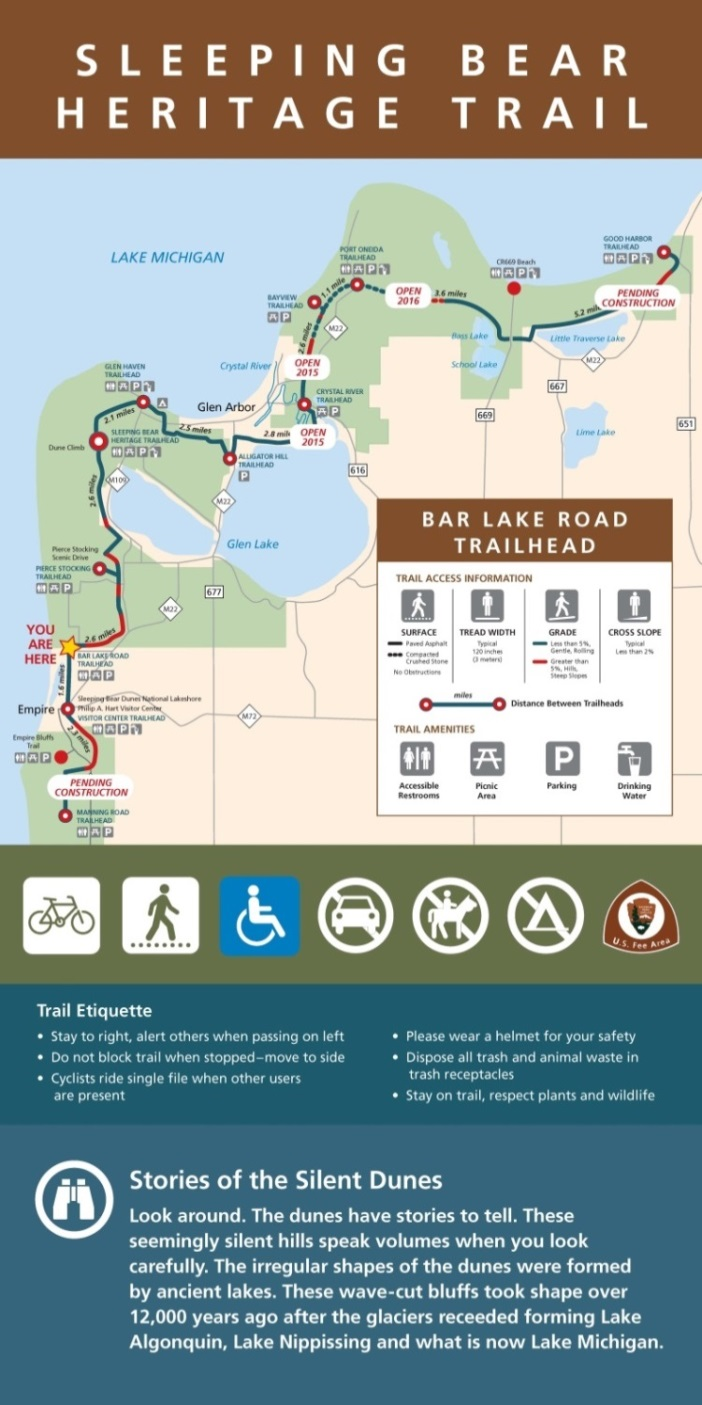 SLEEPING BEAR
HERITAGE TRAIL
LAKE MICHIGAN
PORT ONEIDA
TRAILHEAD
GOOD HARBOR
TRAILHEAD
CR669 Beach
BAYVIEW
TRAILHEAD
1.1 mile
OPEN
2016
3.6 miles
PENDING
CONSTRUCTION
5.2 mile
M22
2.6 miles
Bass Lake
Little Traverse Lake
School Lake
M22
Crystal River
OPEN
2015
GLEN HAVEN
TRAILHEAD
667
CRYSTAL RIVER
TRAILHEAD
Glen Arbor
669
651
2.1 miles
2.5 miles
2.8 mil
OPEN
2015
Lime Lake
SLEEPING BEAR
HERITAGE TRAILHEAD
Dune Climb
ALLIGATOR HILL
TRAILHEAD
616
M109
2.6 miles
M22
Glen Lake
Pierce Stocking
Scenic Drive
PIERCE STOCKING
TRAILHEAD
677
M22
YOU
ARE
HERE
2.6 miles
BAR LAKE ROAD
TRAILHEAD
1.6 miles
Sleeping Bear Dunes National Lakeshore
Philip A. Hart Visitor Center
VISITOR CENTER TRAILHEAD
Empire
M72
2.3 miles
Empire Bluffs
Trail
PENDING
CONSTRUCTION
MANNING ROAD
TRAILHEAD
BAR LAKE ROAD
TRAILHEAD
TRAIL ACCESS INFORMATION
SURFACE
Paved Asphalt
Compacted
Crushed Stone
No Obstructions
TREAD WIDTH
Typical
120 inches
(3 meters)
GRADE
Less than 5%,
Gentle, Rolling
Greater than
5%, Hills,
Steep Slopes
CROSS SLOPE
Typical
Less than 2%
miles
Distance Between Trailheads
TRAIL AMENITIES
P
Accessible
Restrooms
Picnic
Area
Parking
Drinking
Water
U.S. Fee Area
Trail Etiquette
• Stay to right, alert others when passing on left
• Do not block trail when stopped–move to side
• Cyclists ride single file when other users
are present
• Please wear a helmet for your safety
• Dispose all trash and animal waste in
trash receptacles
• Stay on trail, respect plants and wildlife
Stories of the Silent Dunes
Look around. The dunes have stories to tell. These
seemingly silent hills speak volumes when you look
carefully. The irregular shapes of the dunes were formed
by ancient lakes. These wave-cut bluffs took shape over
12,000 years ago after the glaciers receeded forming Lake
Algonquin, Lake Nippissing and what is now Lake Michigan.